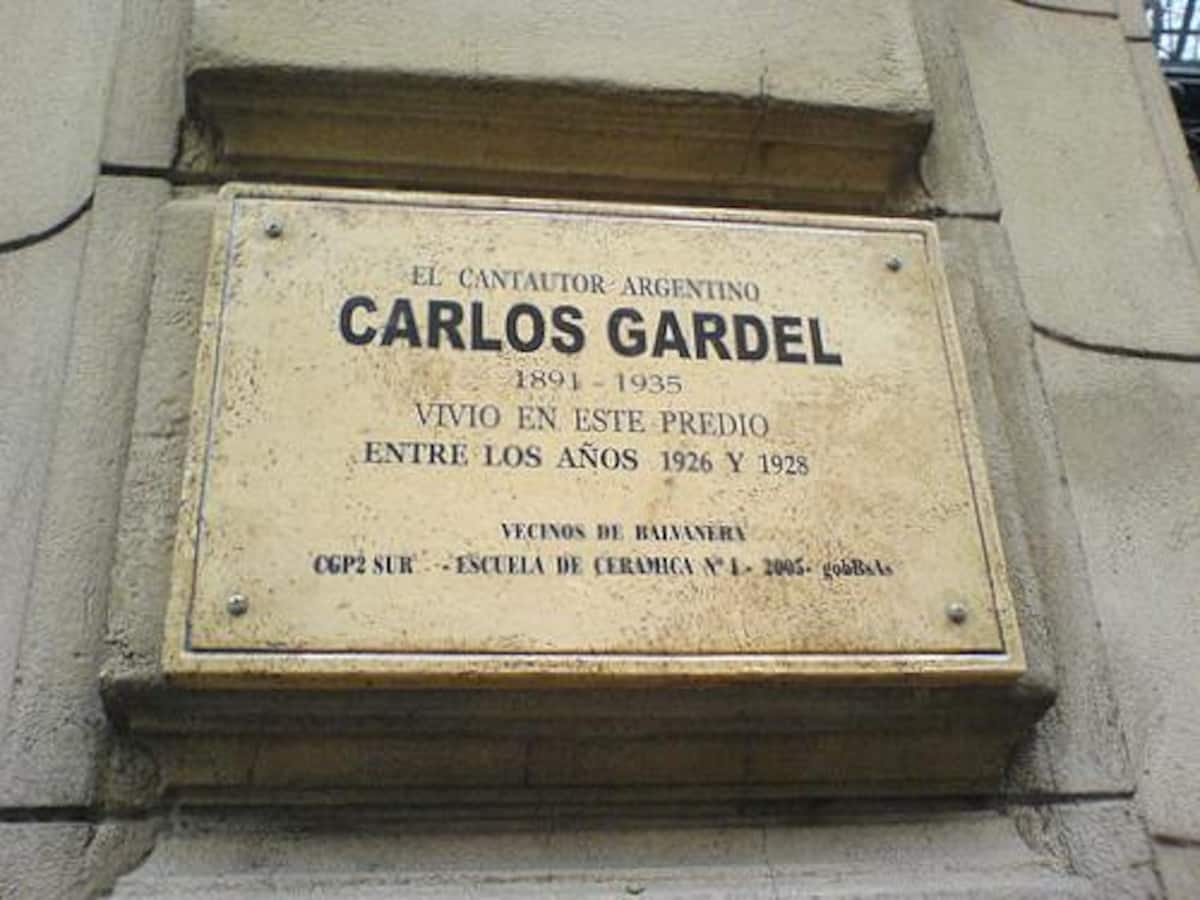 EL CANTAUTOR ARGENTINO
CARLOS GARDEL
1891 - 1935
VIVIO EN ESTE PREDIO
ENTRE LOS AÑOS 1926 Y 1928
VECINOS DE BALVANERA
CGP2 SUR - ESCUELA DE CERAMICA Nº 1 - 2005- gobBsAs